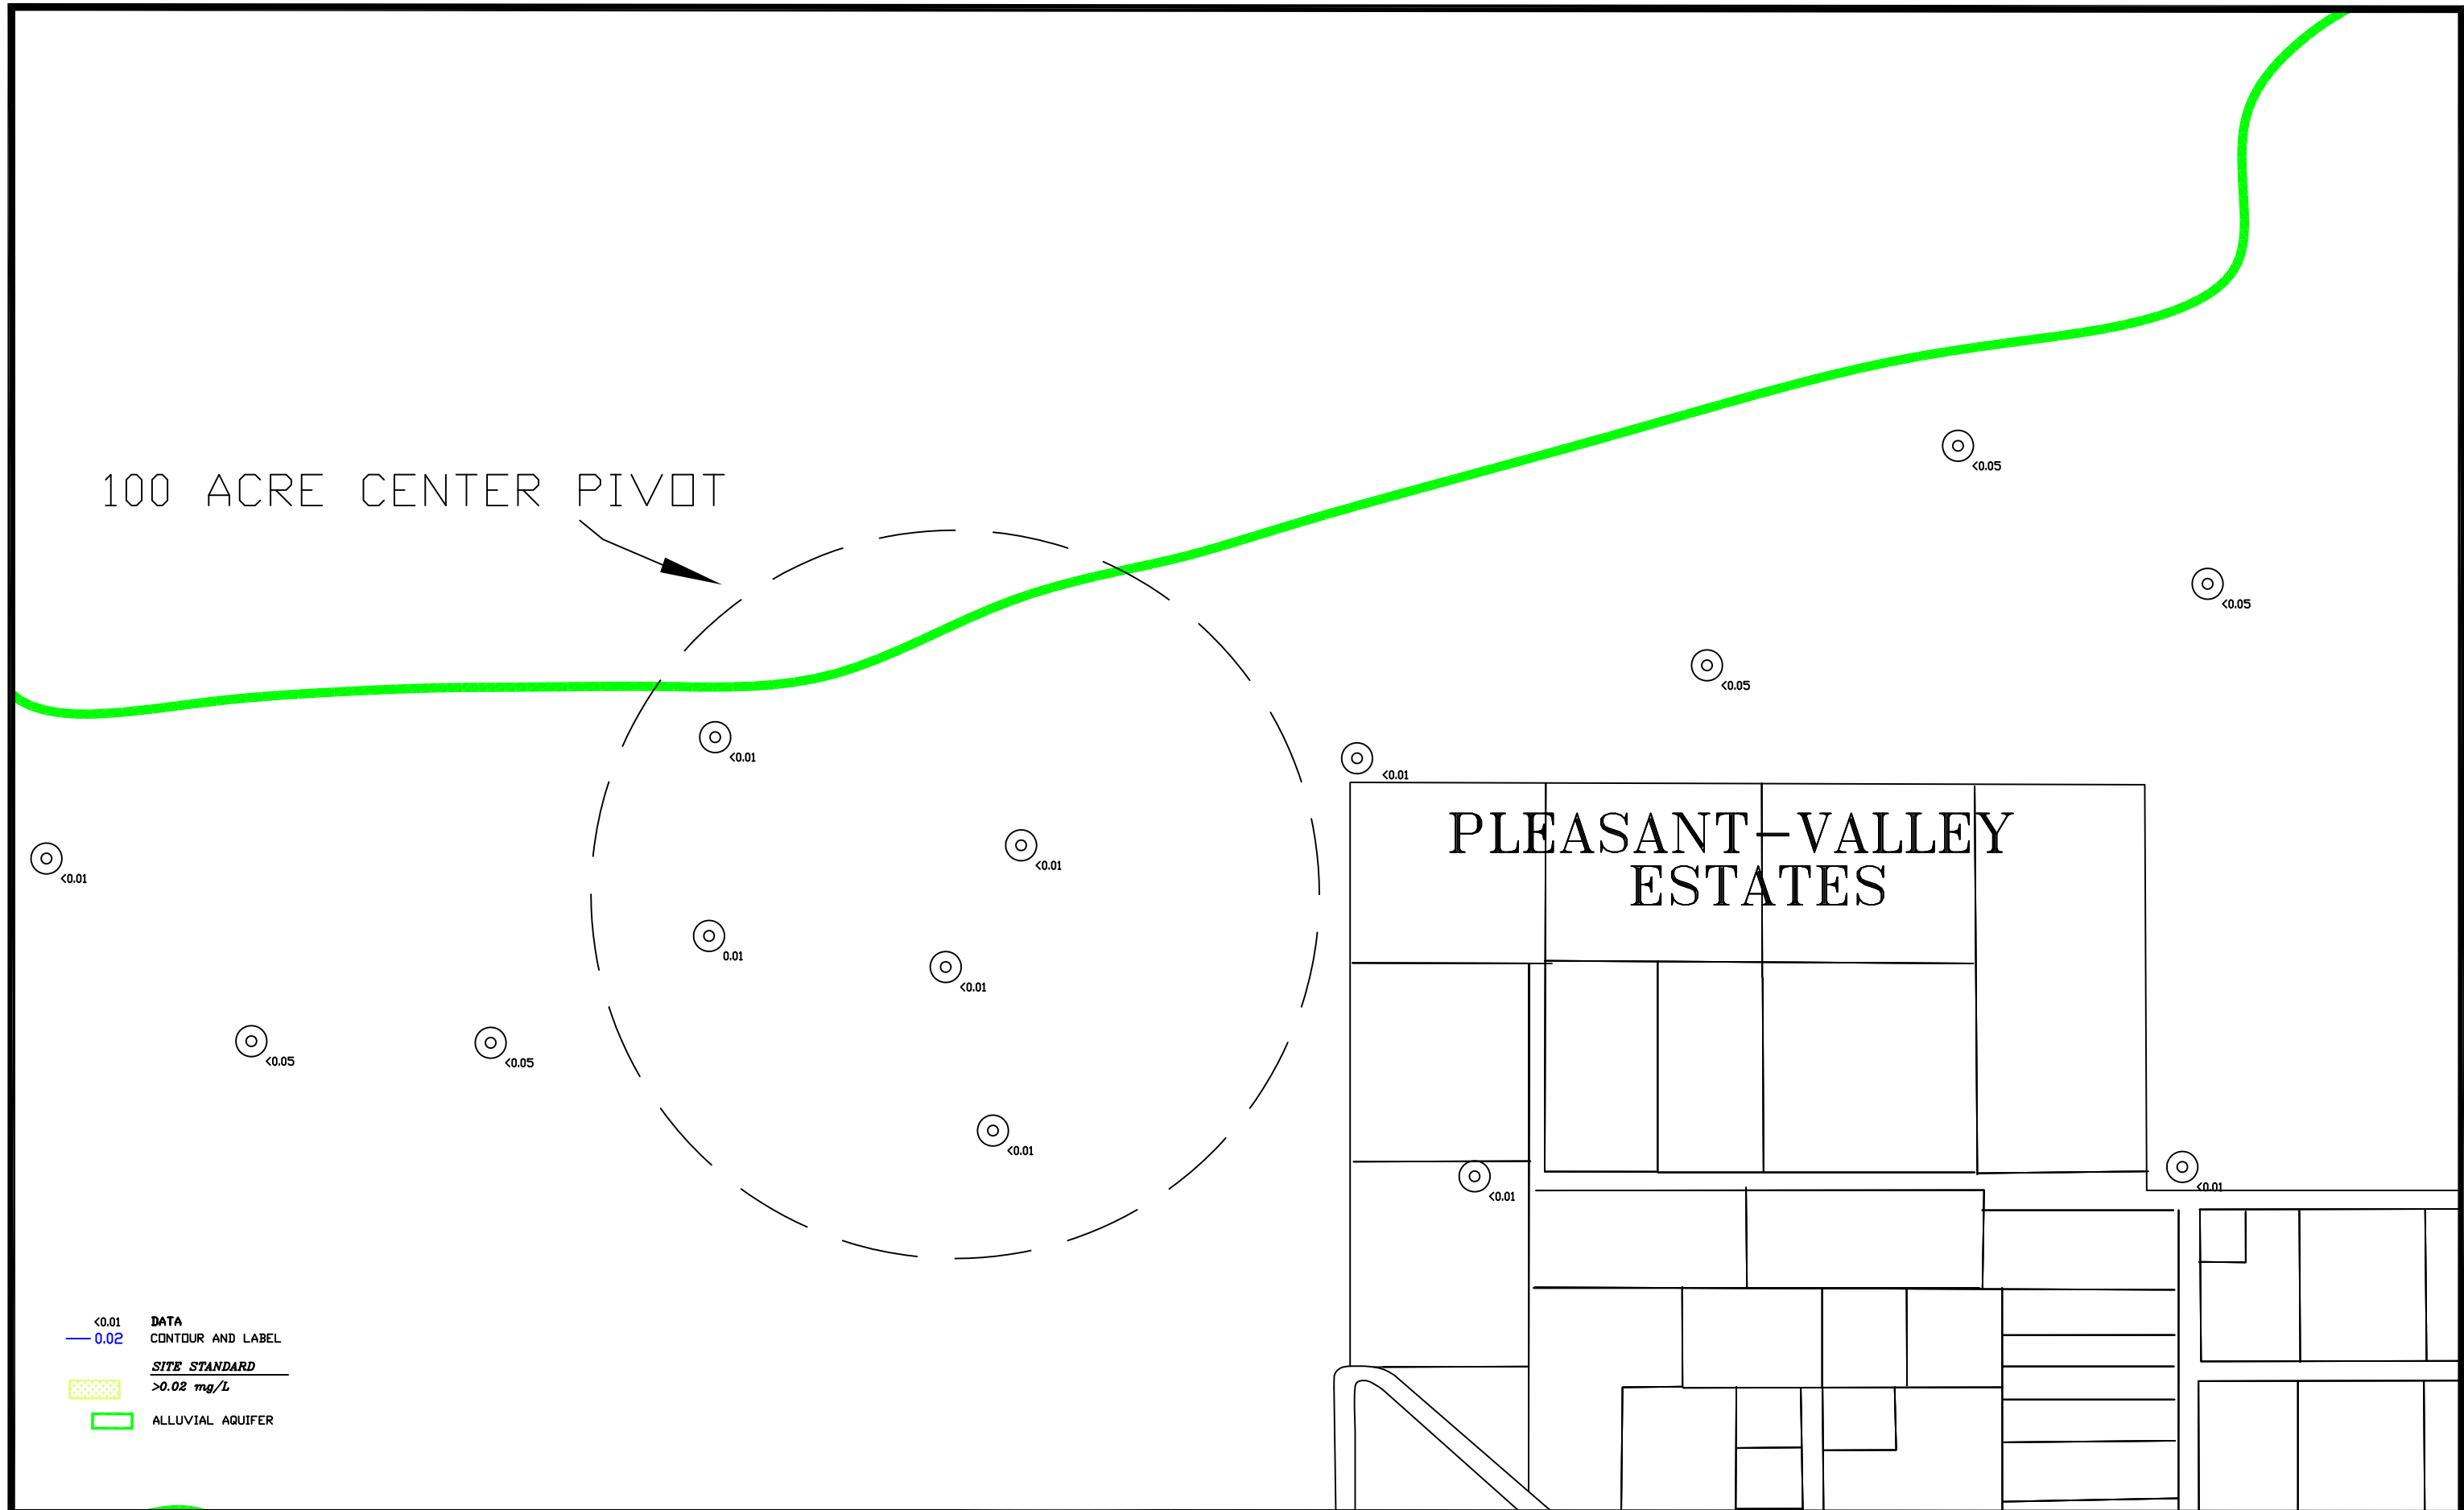 <0.05
100 ACRE CENTER PIVOT
<0.05
<0.05
<0.01
<0.01
<0.01
PLEASANT-VALLEY
ESTATES
<0.01
<0.01
0.01
<0.01
<0.05
<0.05
<0.01
<0.01
<0.01
<0.01 DATA
0.02 CONTOUR AND LABEL
SITE STANDARD
>0.02 mg/L
ALLUVIAL AQUIFER